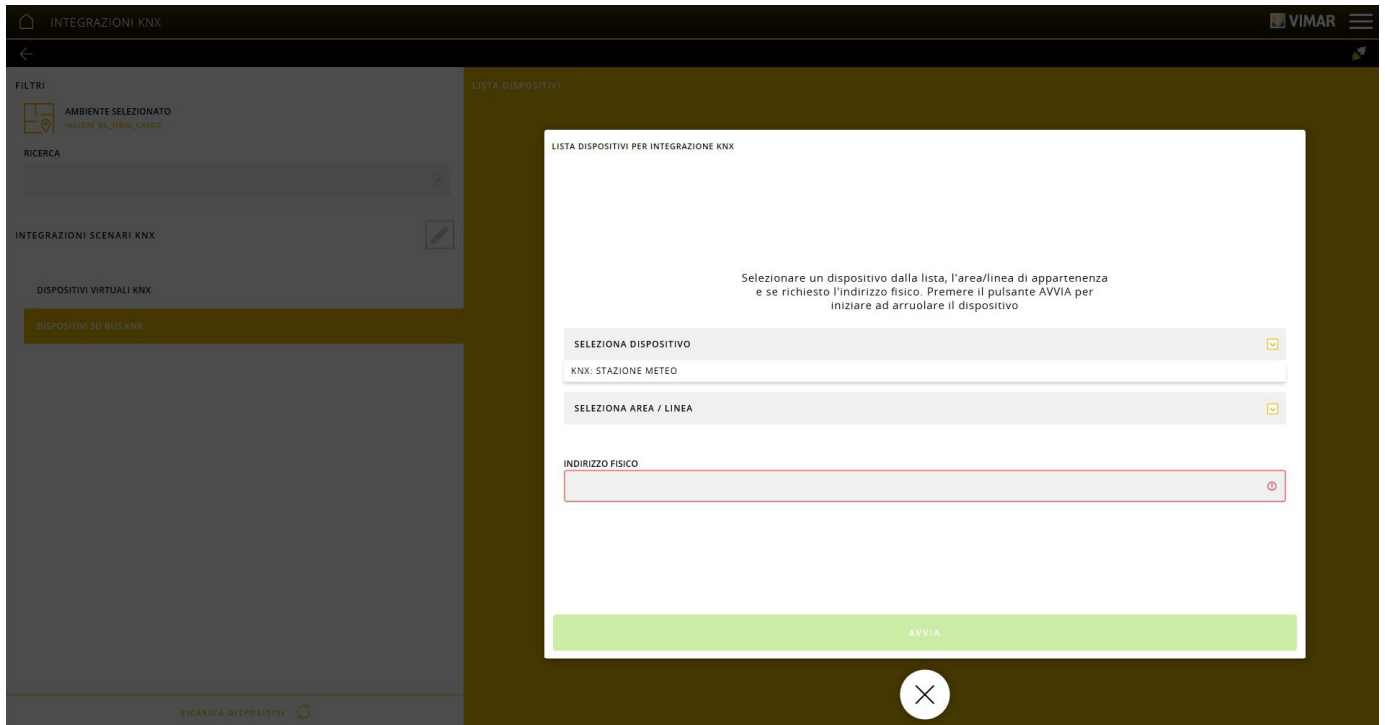 INTEGRAZIONI KNX
VIMAR
FILTRI
LISTA DISPOSITIVI
AMBIENTE SELEZIONATO
RICERCA
LISTA DISPOSITIVI PER INTEGRAZIONE KNX
INTEGRAZIONI SCENARI KNX
DISPOSITIVI VIRTUALI KNX
DISPOSITIVI SU BUS KNX
Selezionare un dispositivo dalla lista, l'area/linea di appartenenza
e se richiesto l'indirizzo fisico. Premere il pulsante AVVIA per
iniziare ad arruolare il dispositivo
SELEZIONA DISPOSITIVO
KNX: STAZIONE METEO
SELEZIONA AREA / LINEA
INDIRIZZO FISICO
AVVIA
RICARICA DISPOSITIVI